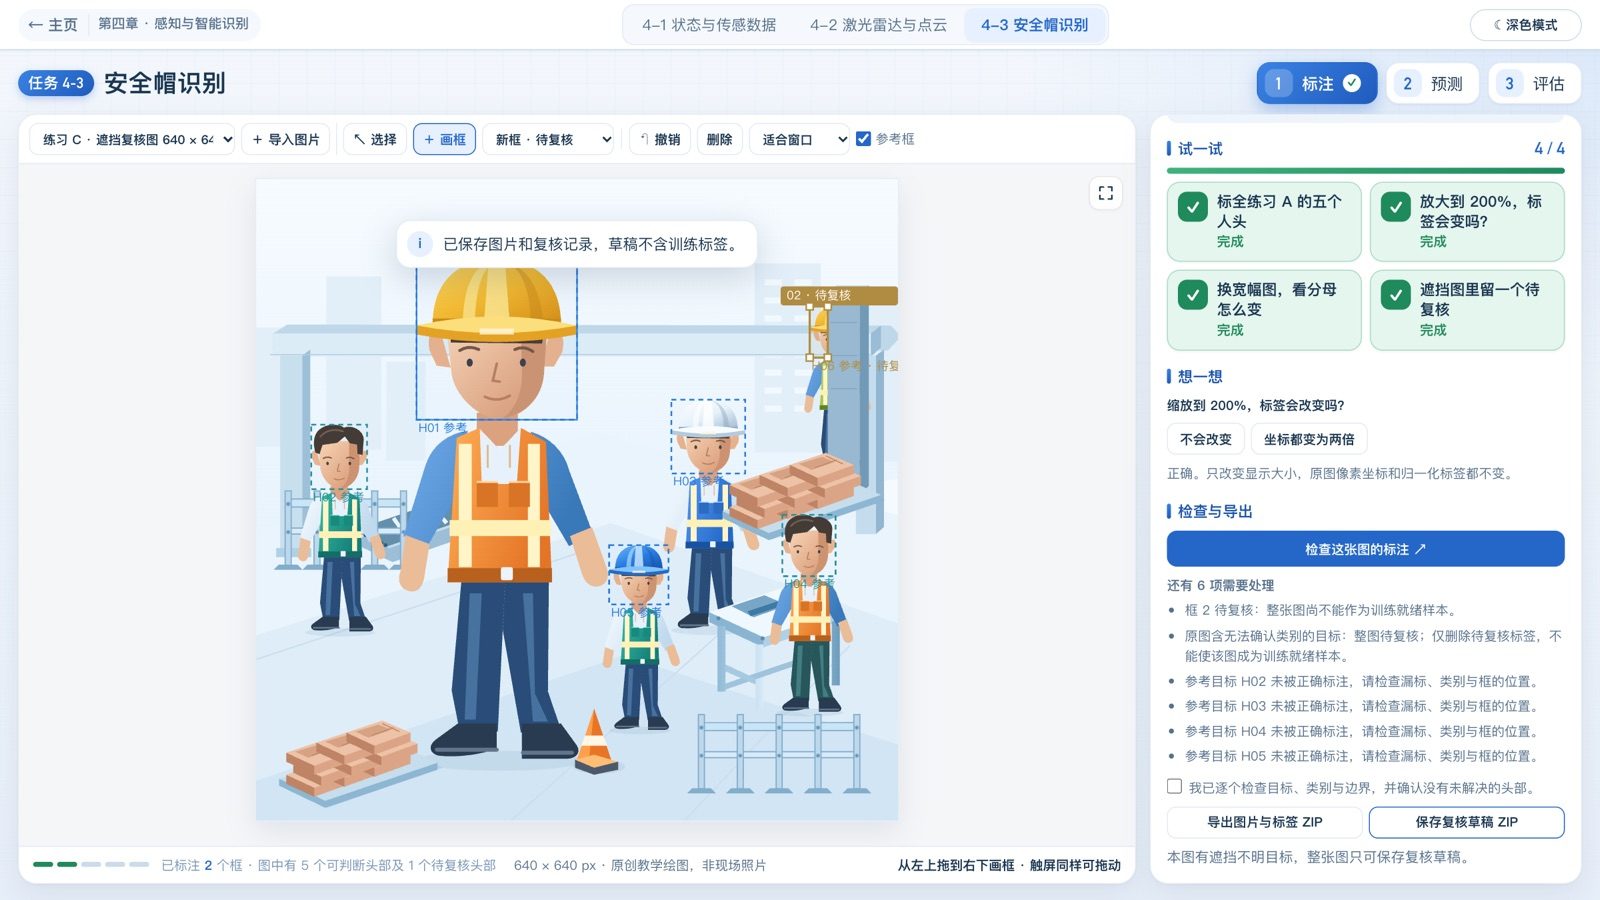 ← 主页 第四章 · 感知与智能识别 4-1 状态与传感数据 4-2 激光雷达与点云 4-3 安全帽识别 ☾ 深色模式
任务 4-3 安全帽识别 1 标注 2 预测 3 评估
练习 C · 遮挡复核图 640 × 64 + 导入图片 ↖ 选择 + 画框 新框 · 待复核 撤销 删除 适合窗口 参考框
i 已保存图片和复核记录，草稿不含训练标签。
02 · 待复核
H06 参考 · 待复
H01 参考
H03 参考
H02 参考
H04 参考
H05 参考
已标注 2 个框 · 图中有 5 个可判断头部及 1 个待复核头部 640 × 640 px · 原创教学绘图，非现场照片 从左上拖到右下画框 · 触屏同样可拖动
试一试 4 / 4
标全练习 A 的五个人头
完成
放大到 200%，标签会变吗？
完成
换宽幅图，看分母怎么变
完成
遮挡图里留一个待复核
完成
想一想
缩放到 200%，标签会改变吗？
不会改变 坐标都变为两倍
正确。只改变显示大小，原图像素坐标和归一化标签都不变。
检查与导出
检查这张图的标注 ↗
还有 6 项需要处理
• 框 2 待复核：整张图尚不能作为训练就绪样本。
• 原图含无法确认类别的目标：整图待复核；仅删除待复核标签，不
能使该图成为训练就绪样本。
• 参考目标 H02 未被正确标注，请检查漏标、类别与框的位置。
• 参考目标 H03 未被正确标注，请检查漏标、类别与框的位置。
• 参考目标 H04 未被正确标注，请检查漏标、类别与框的位置。
• 参考目标 H05 未被正确标注，请检查漏标、类别与框的位置。
我已逐个检查目标、类别与边界，并确认没有未解决的头部。
导出图片与标签 ZIP 保存复核草稿 ZIP
本图有遮挡不明目标，整张图只可保存复核草稿。